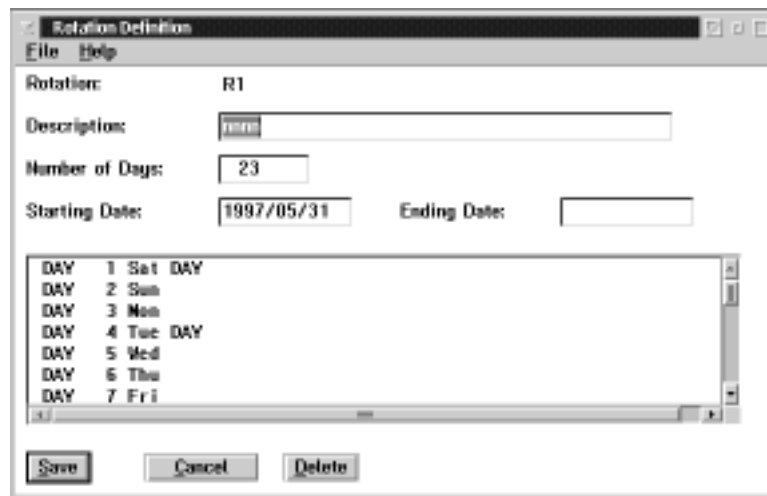 Rotation Definition
File Help
Rotation: R1
Description:
Number of Days: 23
Starting Date: 1997/05/31 Ending Date:
DAY 1 Sat DAY
DAY 2 Sun
DAY 3 Mon
DAY 4 Tue DAY
DAY 5 Wed
DAY 6 Thu
DAY 7 Fri
Save Cancel Delete